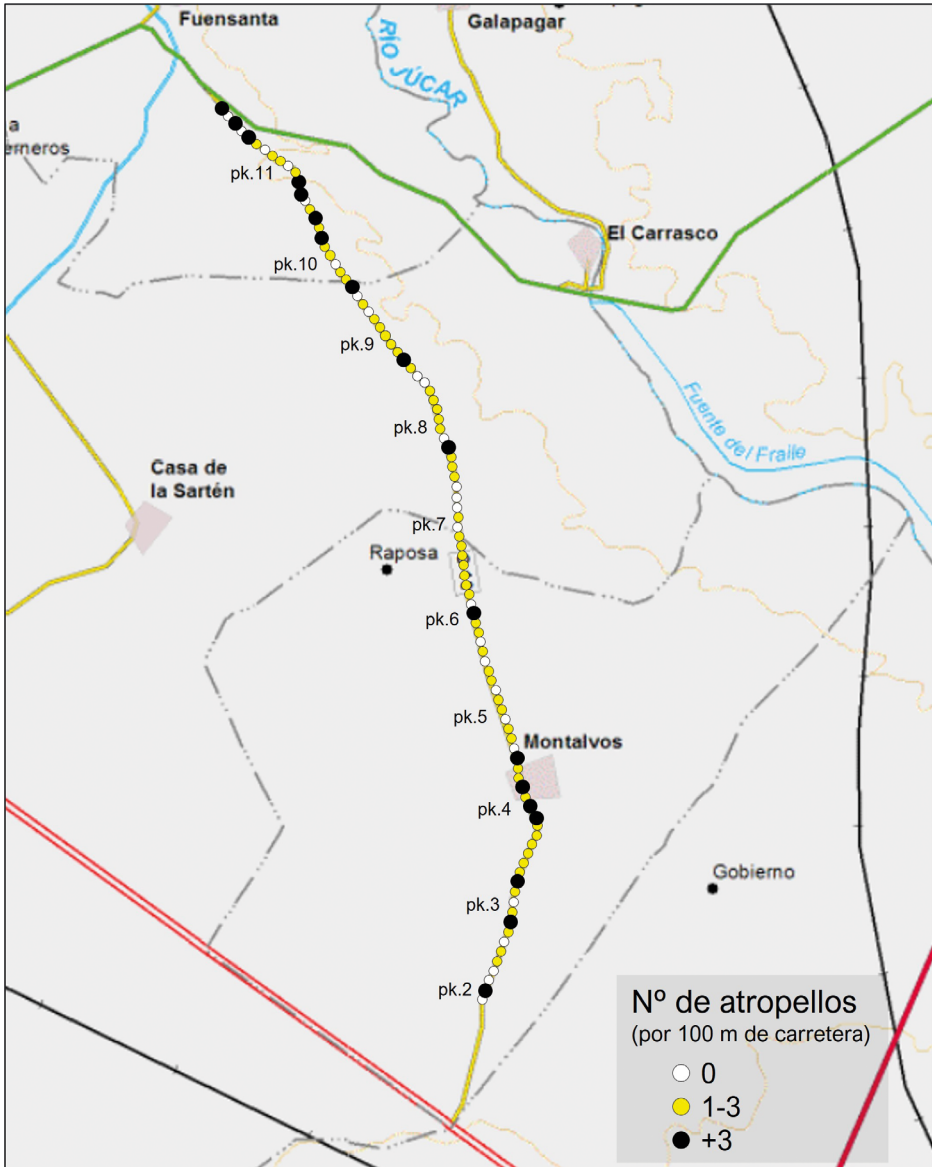 Fuensanta
Galapagar
RÍO JÚCAR
a
erneros
pk.11
El Carrasco
pk.10
pk.9
Fuente del Fraile
pk.8
Casa de
la Sartén
pk.7
Raposa
pk.6
pk.5
Montalvos
pk.4
Gobierno
pk.3
pk.2
Nº de atropellos
(por 100 m de carretera)
0
1-3
+3